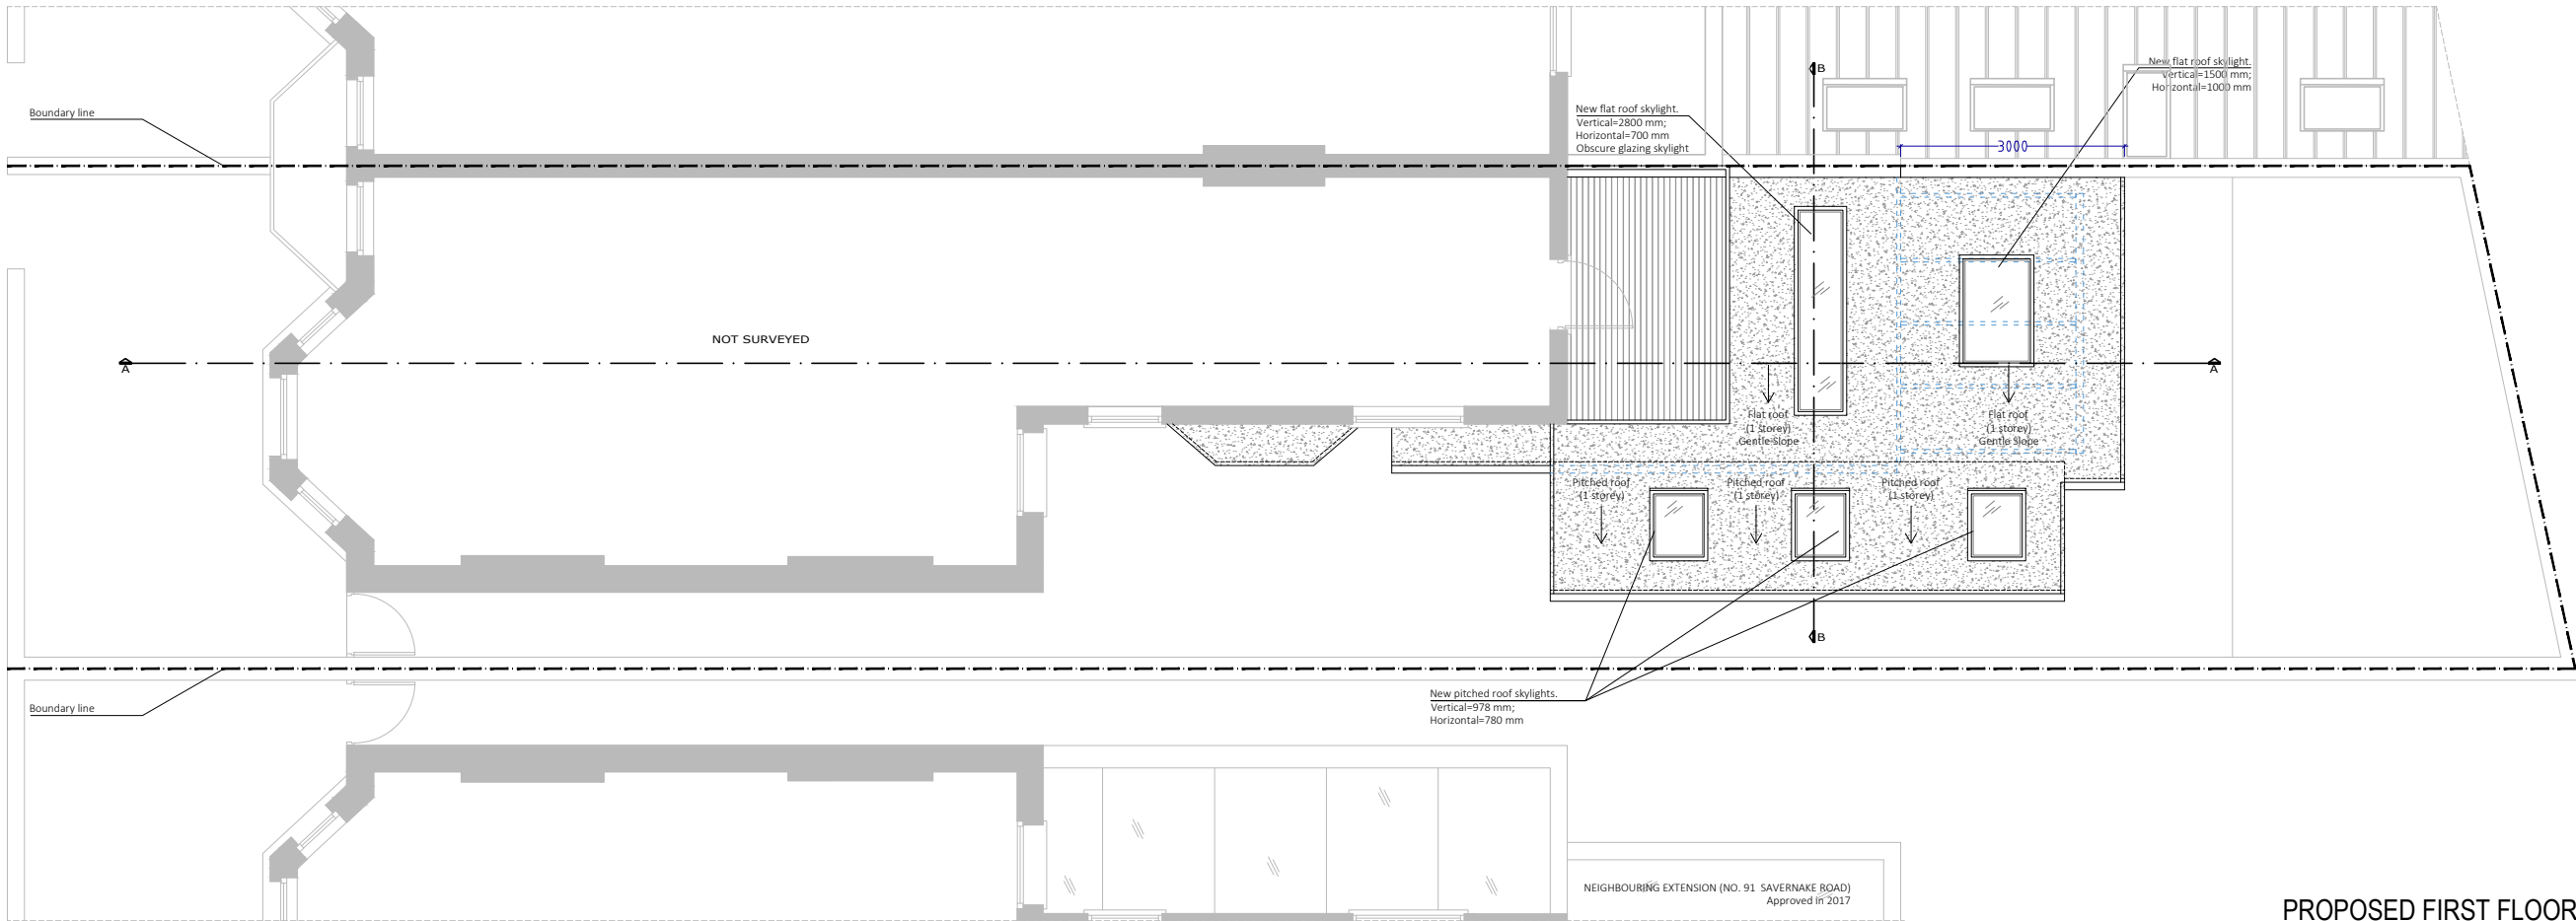 B
New flat roof skylight.
Vertical=1500 mm;
Horizontal=1000 mm
Boundary line
New flat roof skylight.
Vertical=2800 mm;
Horizontal=700 mm
Obscure glazing skylight
3000
NOT SURVEYED
A
A
Flat roof
(1 storey)
Gentle Slope
Flat roof
(1 storey)
Gentle Slope
Pitched roof
(1 storey)
Pitched roof
(1 storey)
Pitched roof
(1 storey)
B
New pitched roof skylights.
Vertical=978 mm;
Horizontal=780 mm
Boundary line
NEIGHBOURING EXTENSION (NO. 91 SAVERNAKE ROAD)
Approved in 2017
PROPOSED FIRST FLOOR